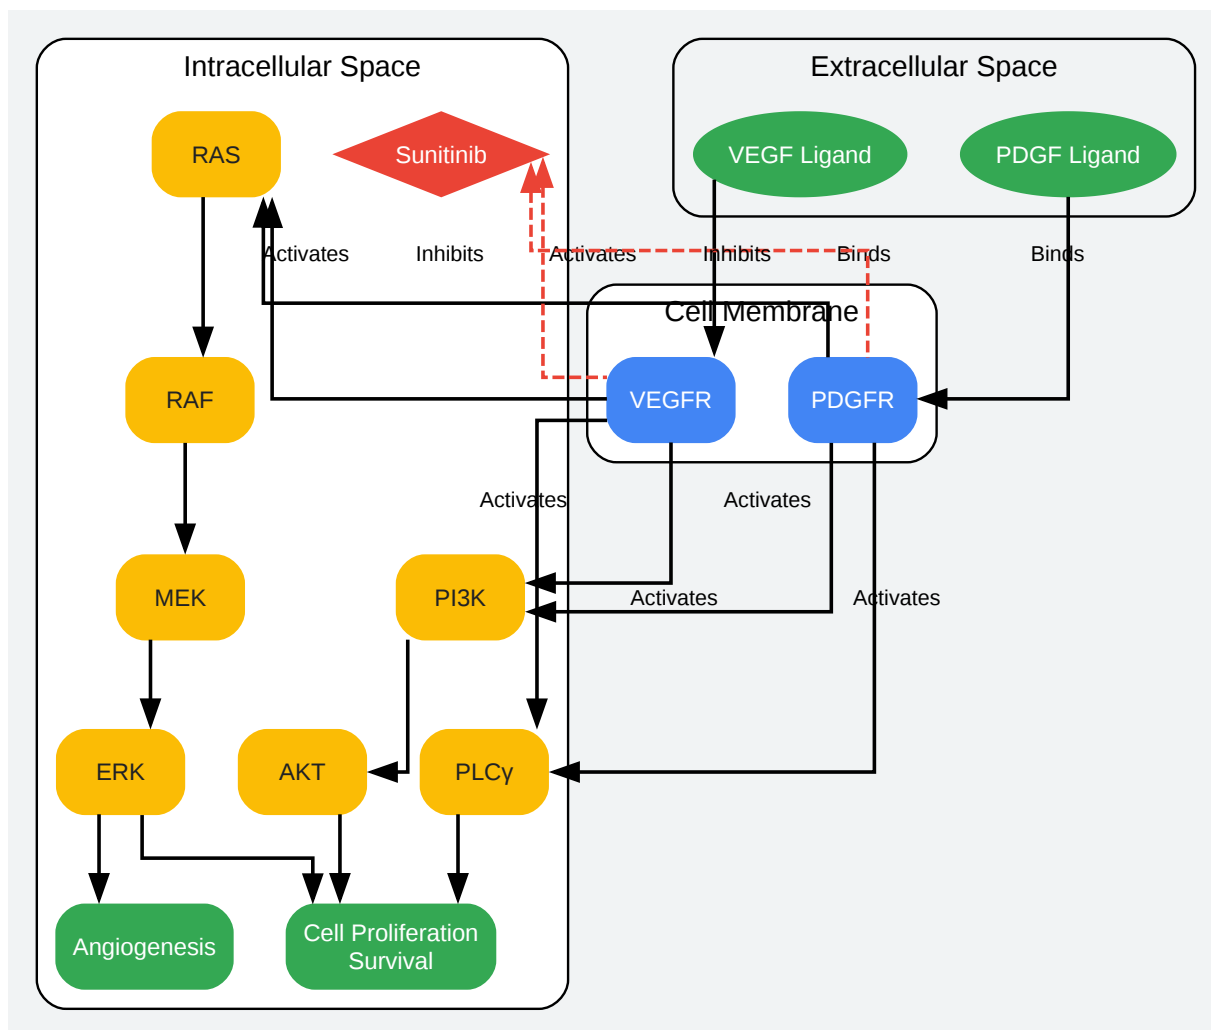 Intracellular Space
Extracellular Space
RAS
Sunitinib
VEGF Ligand
PDGF Ligand
Activates
Inhibits
Activates
Inhibits
Binds
Binds
Cell Membrane
RAF
VEGFR
PDGFR
Activates
Activates
MEK
PI3K
Activates
Activates
ERK
AKT
PLCγ
Angiogenesis
Cell Proliferation
Survival